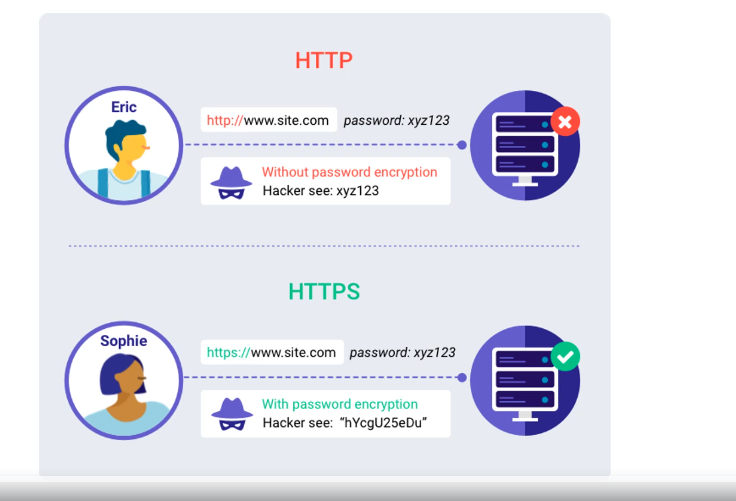 HTTP
Eric
http://www.site.com password: xyz123
Without password encryption
Hacker see: xyz123
HTTPS
Sophie
https://www.site.com password: xyz123
With password encryption
Hacker see: “hYcgU25eDu”